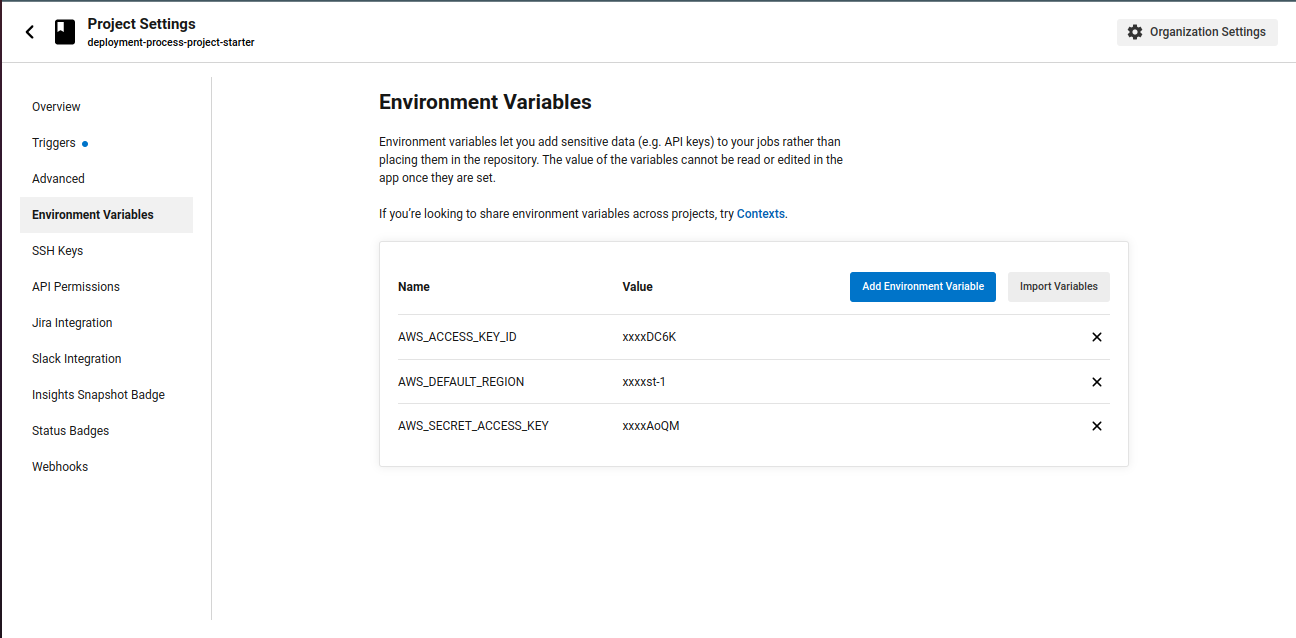 Project Settings
deployment-process-project-starter
Organization Settings
Overview
Triggers
Advanced
Environment Variables
SSH Keys
API Permissions
Jira Integration
Slack Integration
Insights Snapshot Badge
Status Badges
Webhooks
Environment Variables
Environment variables let you add sensitive data (e.g. API keys) to your jobs rather than
placing them in the repository. The value of the variables cannot be read or edited in the
app once they are set.
If you’re looking to share environment variables across projects, try Contexts.
Name Value Add Environment Variable Import Variables
AWS_ACCESS_KEY_ID xxxxDC6K
AWS_DEFAULT_REGION xxxxst-1
AWS_SECRET_ACCESS_KEY xxxxAoQM